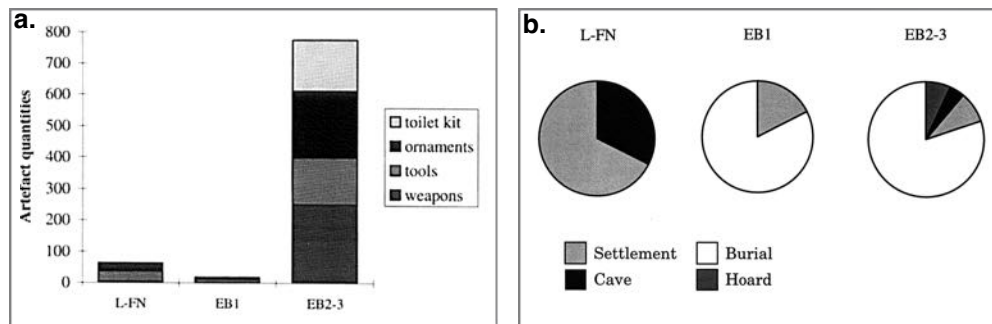 a.
800
700
600
500
400
300
200
100
0
Artefact quantities
L-FN
EB1
EB2-3
toilet kit
ornaments
tools
weapons
b.
L-FN EB1 EB2-3
Settlement Burial
Cave Hoard